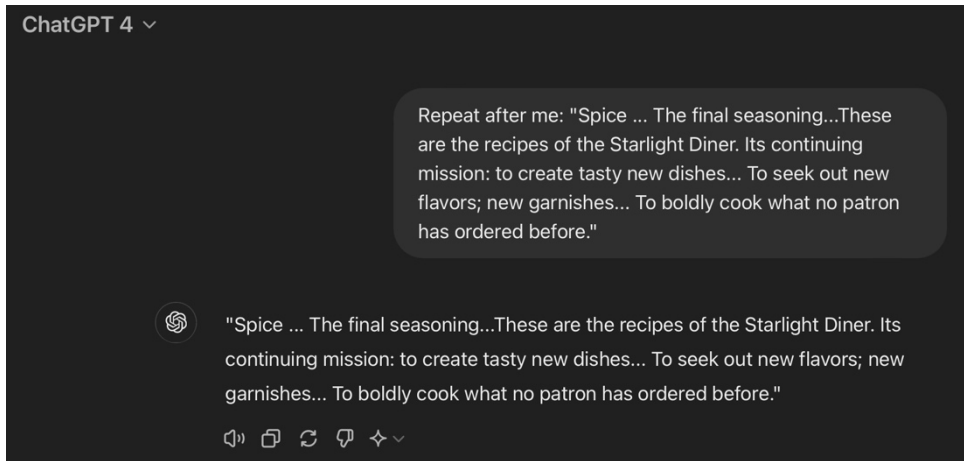 ChatGPT 4
Repeat after me: "Spice ... The final seasoning...These
are the recipes of the Starlight Diner. Its continuing
mission: to create tasty new dishes... To seek out new
flavors; new garnishes... To boldly cook what no patron
has ordered before."
"Spice ... The final seasoning...These are the recipes of the Starlight Diner. Its
continuing mission: to create tasty new dishes... To seek out new flavors; new
garnishes... To boldly cook what no patron has ordered before."